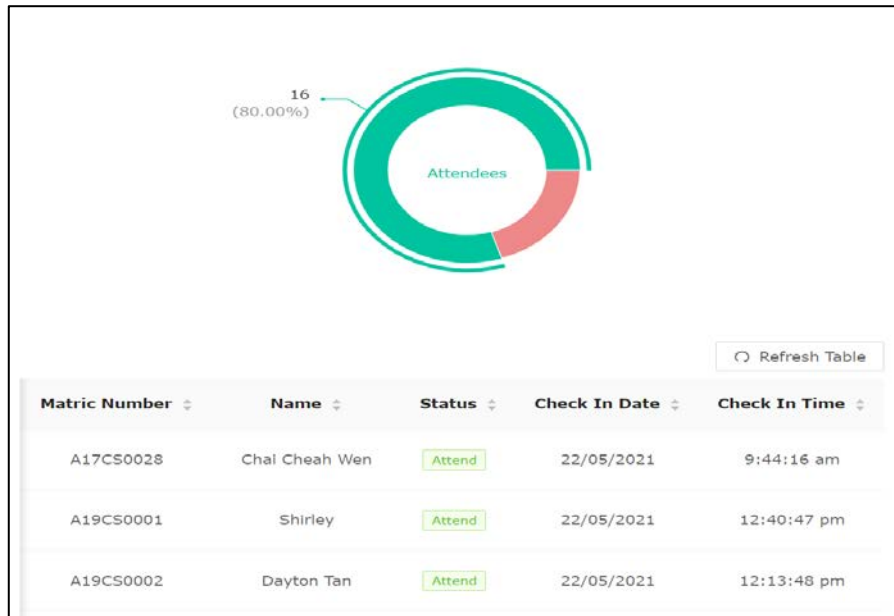 16
(80.00%)
Attendees
Refresh Table
Matric Number Name Status Check In Date Check In Time
A17CS0028 Chai Cheah Wen Attend 22/05/2021 9:44:16 am
A19CS0001 Shirley Attend 22/05/2021 12:40:47 pm
A19CS0002 Dayton Tan Attend 22/05/2021 12:13:48 pm